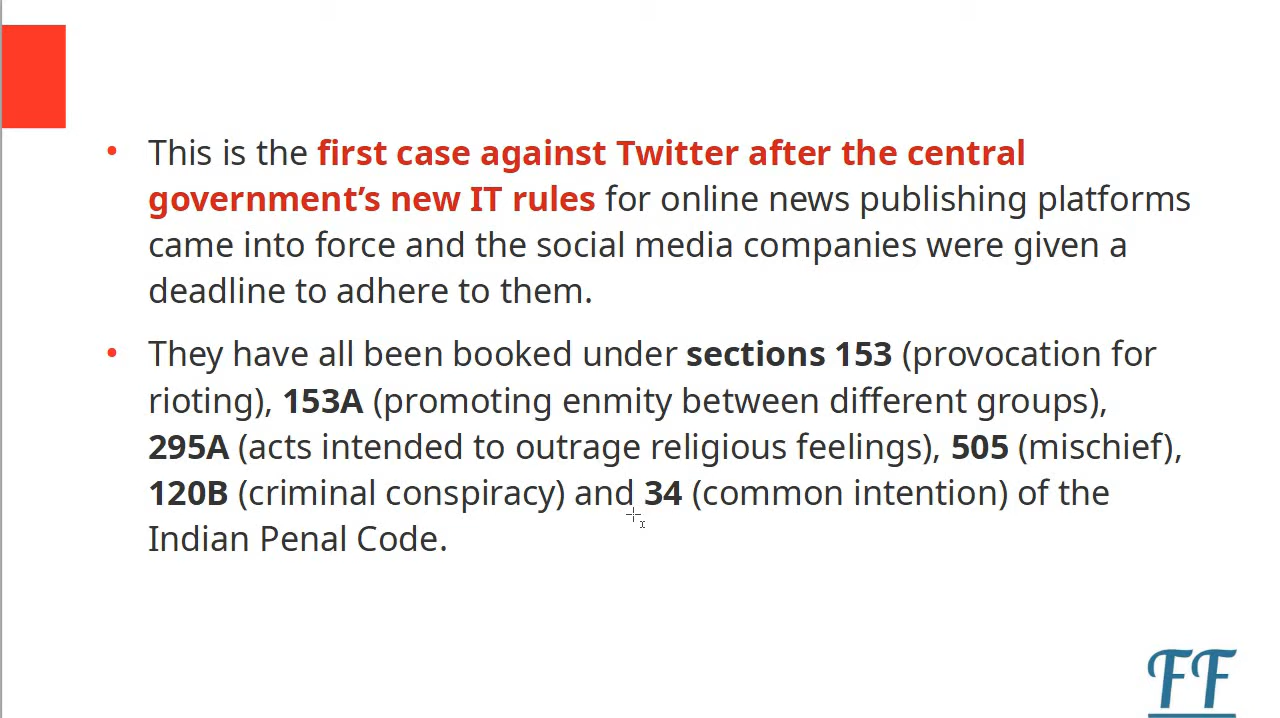 • This is the first case against Twitter after the central
government’s new IT rules for online news publishing platforms
came into force and the social media companies were given a
deadline to adhere to them.
• They have all been booked under sections 153 (provocation for
rioting), 153A (promoting enmity between different groups),
295A (acts intended to outrage religious feelings), 505 (mischief),
120B (criminal conspiracy) and 34 (common intention) of the
Indian Penal Code.
FF